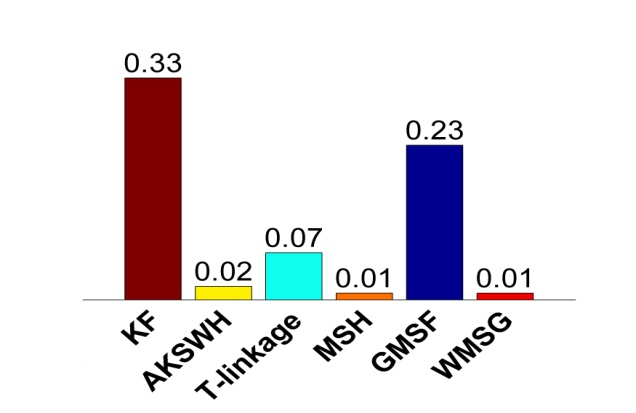 0.33
0.02
0.07
0.01
0.23
0.01
KF
AKSWH
T-linkage
MSH
GMSF
WMSG